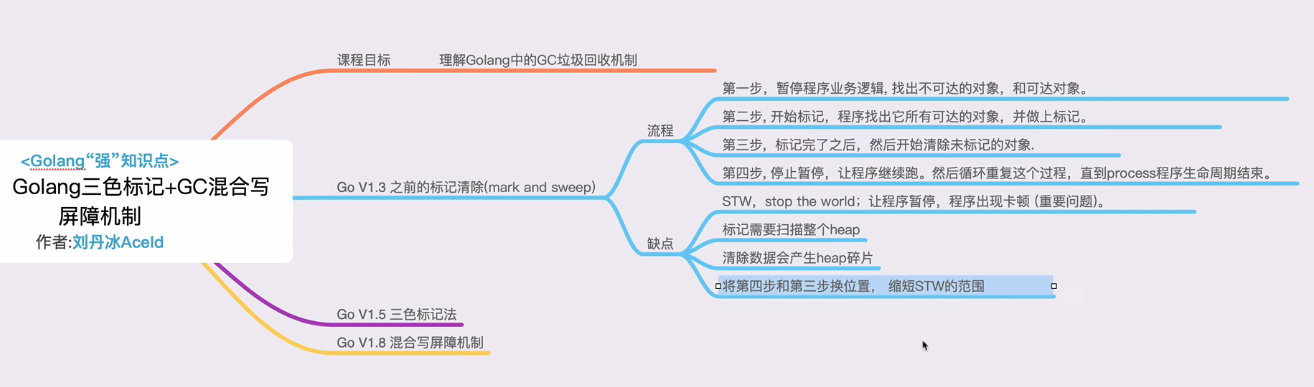 <Golang“强”知识点>
Golang三色标记+GC混合写
屏障机制
作者:刘丹冰Aceld
课程目标
理解Golang中的GC垃圾回收机制
Go V1.3 之前的标记清除(mark and sweep)
流程
第一步，暂停程序业务逻辑, 找出不可达的对象，和可达对象。
第二步, 开始标记，程序找出它所有可达的对象，并做上标记。
第三步，标记完了之后，然后开始清除未标记的对象.
第四步, 停止暂停，让程序继续跑。然后循环重复这个过程，直到process程序生命周期结束。
缺点
STW，stop the world；让程序暂停，程序出现卡顿 (重要问题)。
标记需要扫描整个heap
清除数据会产生heap碎片
将第四步和第三步换位置， 缩短STW的范围
Go V1.5 三色标记法
Go V1.8 混合写屏障机制